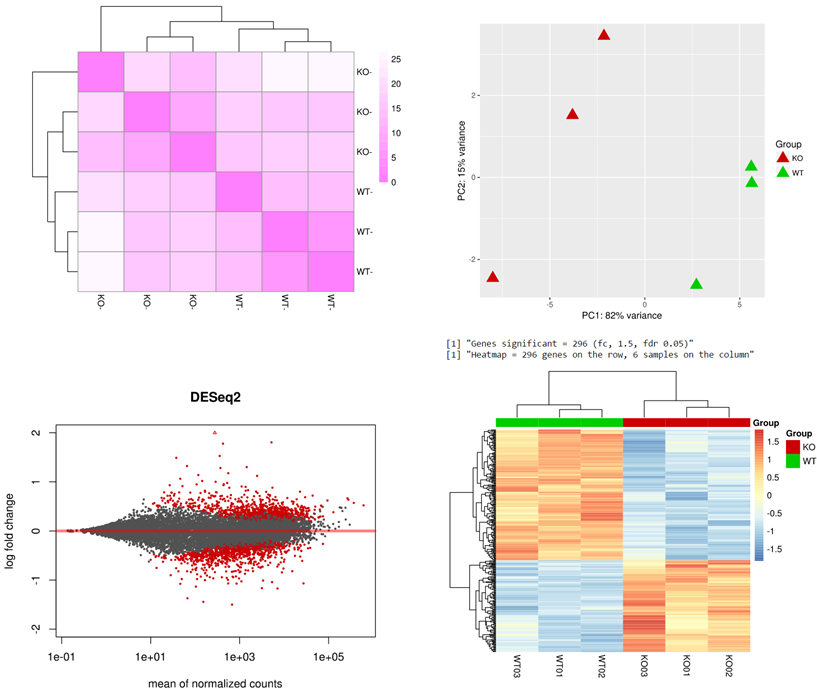 25
20
15
10
5
0
KO-
KO-
KO-
WT-
WT-
WT-
KO-
KO-
KO-
WT-
WT-
WT-
PC2: 15% variance
2
0
-2
-5
0
5
PC1: 82% variance
Group
KO
WT
[1] "Genes significant = 296 (fc, 1.5, fdr 0.05)"
[1] "Heatmap = 296 genes on the row, 6 samples on the column"
DESeq2
log fold change
2
1
0
-1
-2
1e-01
1e+01
1e+03
1e+05
mean of normalized counts
Group
1.5
1
0.5
0
-0.5
-1
-1.5
Group
KO
WT
WT03
WT01
WT02
KO03
KO01
KO02